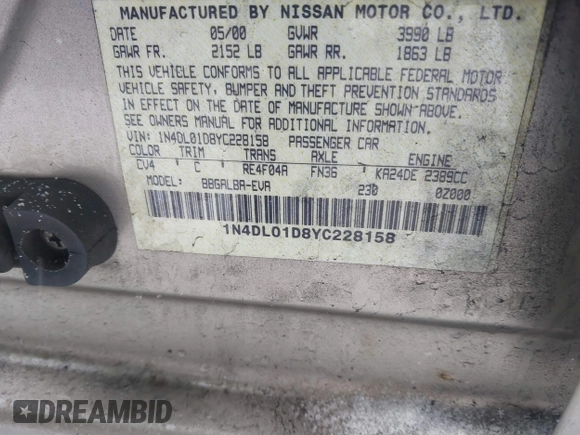 MANUFACTURED BY NISSAN MOTOR CO., LTD.
DATE 05/00 GVWR 3990 LB
GAWR FR. 2152 LB GAWR RR. 1863 LB
THIS VEHICLE CONFORMS TO ALL APPLICABLE FEDERAL MOTOR
VEHICLE SAFETY, BUMPER AND THEFT PREVENTION STANDARDS
IN EFFECT ON THE DATE OF MANUFACTURE SHOWN ABOVE.
SEE OWNERS MANUAL FOR ADDITIONAL INFORMATION.
VIN: 1N4DL01D8YC228158 PASSENGER CAR
COLOR TRIM TRANS AXLE ENGINE
CV4 C RE4F04A FN36 KA24DE 2389CC
MODEL: BBGALBA-EVA 230 0Z000
1N4DL01D8YC228158
DREAMBID